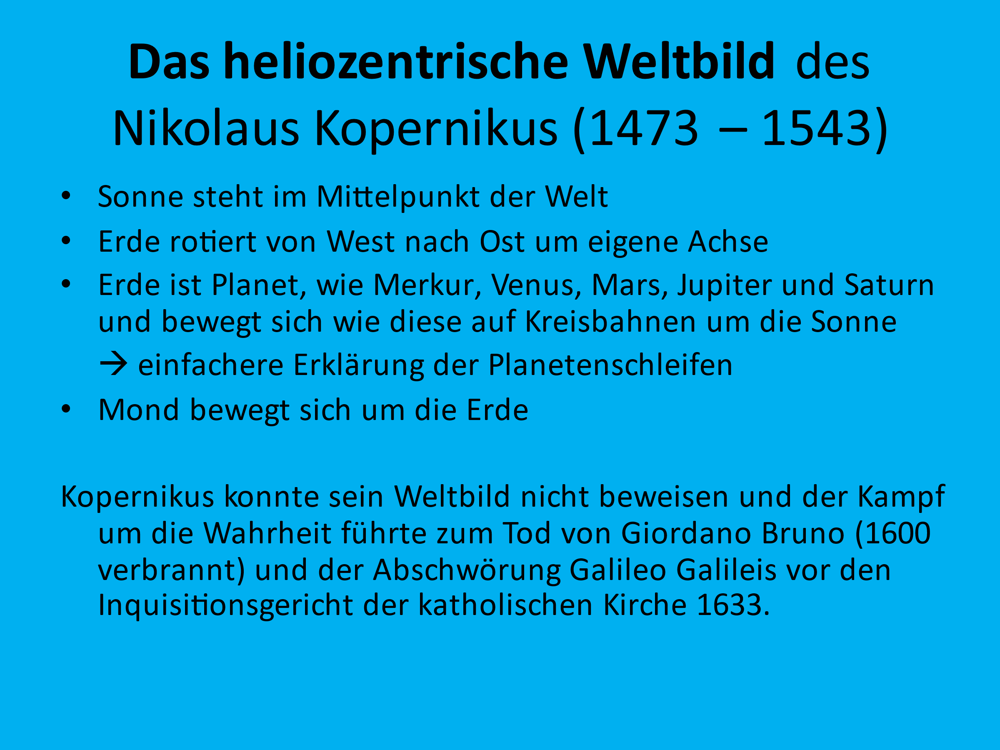 Das heliozentrische Weltbild des
Nikolaus Kopernikus (1473 – 1543)
• Sonne steht im Mittelpunkt der Welt
• Erde rotiert von West nach Ost um eigene Achse
• Erde ist Planet, wie Merkur, Venus, Mars, Jupiter und Saturn
und bewegt sich wie diese auf Kreisbahnen um die Sonne
→ einfachere Erklärung der Planetenschleifen
• Mond bewegt sich um die Erde
Kopernikus konnte sein Weltbild nicht beweisen und der Kampf
um die Wahrheit führte zum Tod von Giordano Bruno (1600
verbrannt) und der Abschwörung Galileo Galileis vor den
Inquisitionsgericht der katholischen Kirche 1633.